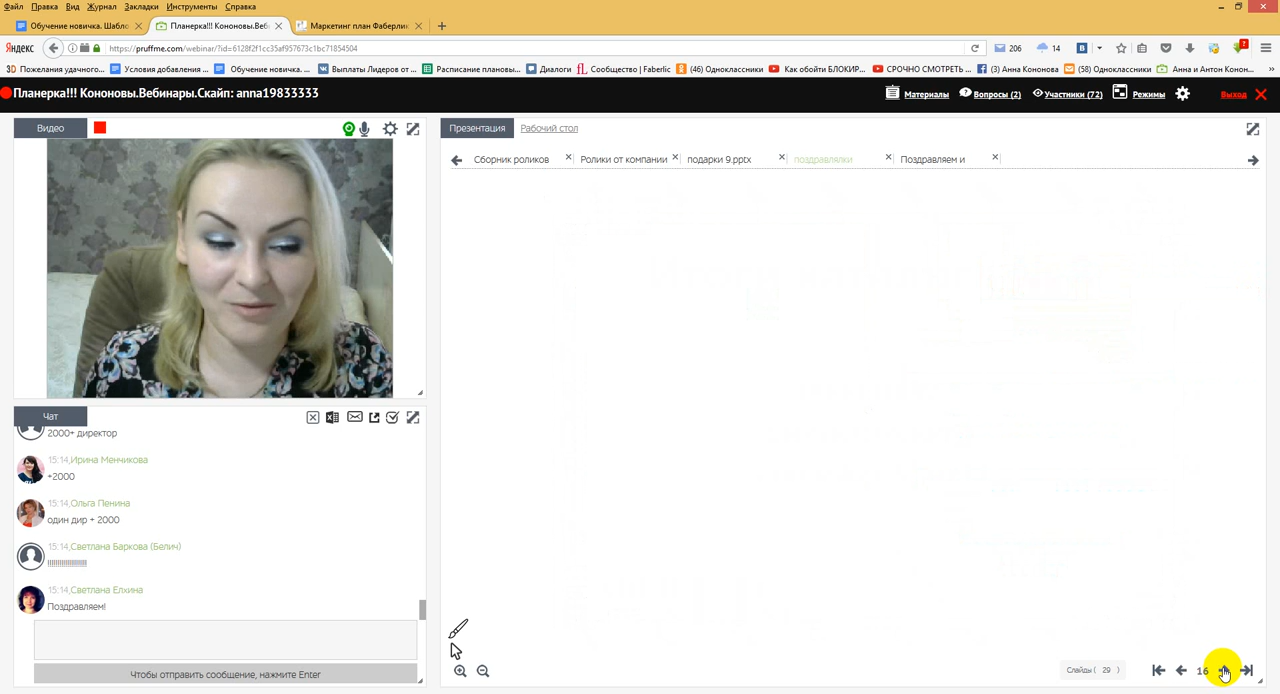 Файл Правка Вид Журнал Закладки Инструменты Справка
Обучение новичка. Шабло Планерка!!! Кононовы.Веб Маркетинг план Фаберли
Яндекс https://pruffme.com/webinar/?id=6128f2f1cc35af957673c1bc71854504 206 14 B 7
3D Пожелания удачного... Условия добавления ... Обучение новичка.... Выплаты Лидеров от ... Расписание плановы... Диалоги Сообщество | Faberlic (46) Одноклассники Как обойти БЛОКИР... СРОЧНО СМОТРЕТЬ ... (3) Анна Кононова (58) Одноклассники Анна и Антон Конон... »
Планерка!!! Кононовы.Вебинары.Скайп: anna19833333 Материалы Вопросы (2) Участники (72) Режимы Выход
Видео
Презентация Рабочий стол
Сборник роликов Ролики от компании подарки 9.pptx поздравлялки Поздравляем и
Чат
2000+ директор
15:14,Ирина Менчикова
+2000
15:14,Ольга Пенина
один дир + 2000
15:14,Светлана Баркова (Белич)
!!!!!!!!!!!!!!!!!!!!
15:14,Светлана Елхина
Поздравляем!
Чтобы отправить сообщение, нажмите Enter
Слайды ( 29 ) 16